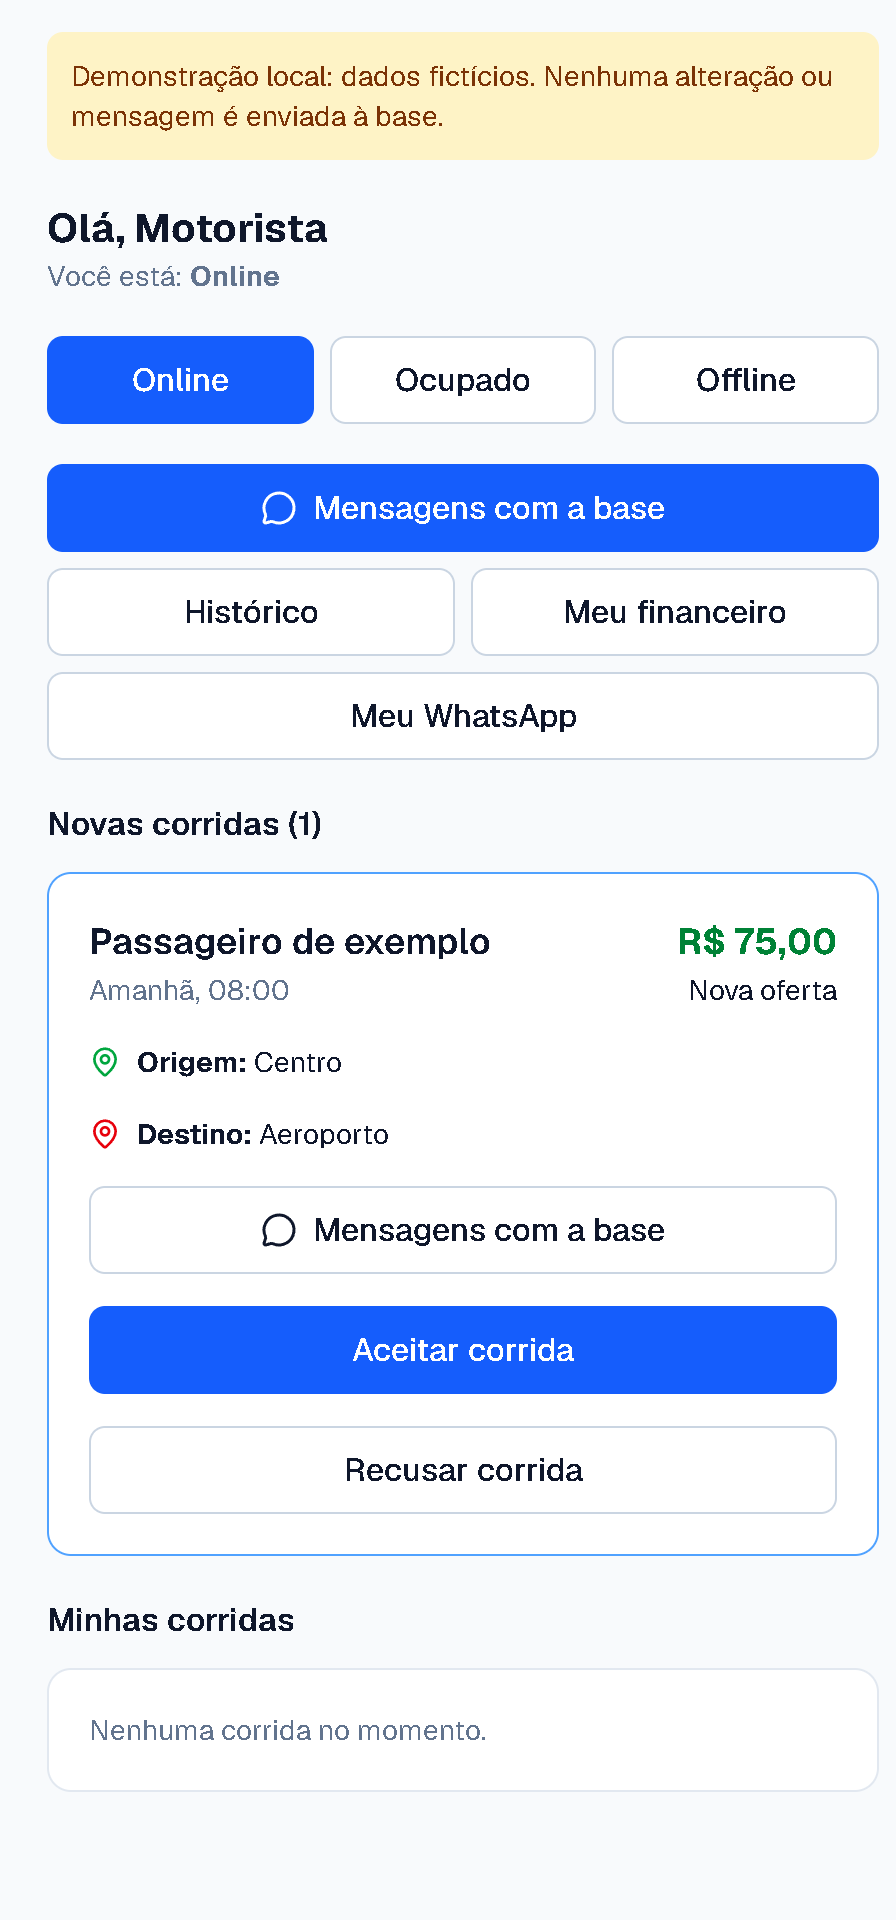 Demonstração local: dados fictícios. Nenhuma alteração ou
mensagem é enviada à base.
Olá, Motorista
Você está: Online
Online
Ocupado
Offline
Mensagens com a base
Histórico
Meu financeiro
Meu WhatsApp
Novas corridas (1)
Passageiro de exemplo
R$ 75,00
Amanhã, 08:00
Nova oferta
Origem: Centro
Destino: Aeroporto
Mensagens com a base
Aceitar corrida
Recusar corrida
Minhas corridas
Nenhuma corrida no momento.